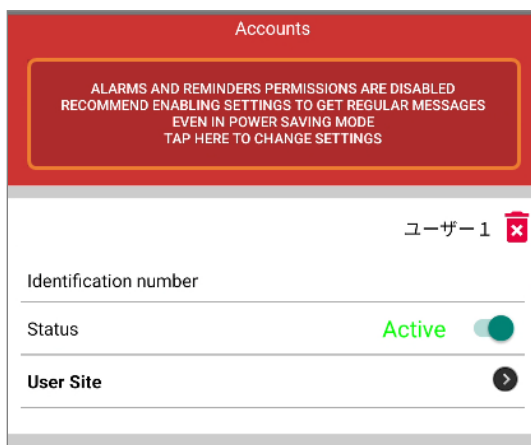 Accounts
ALARMS AND REMINDERS PERMISSIONS ARE DISABLED
RECOMMEND ENABLING SETTINGS TO GET REGULAR MESSAGES
EVEN IN POWER SAVING MODE
TAP HERE TO CHANGE SETTINGS
ユーザー 1
Identification number
Status Active
User Site